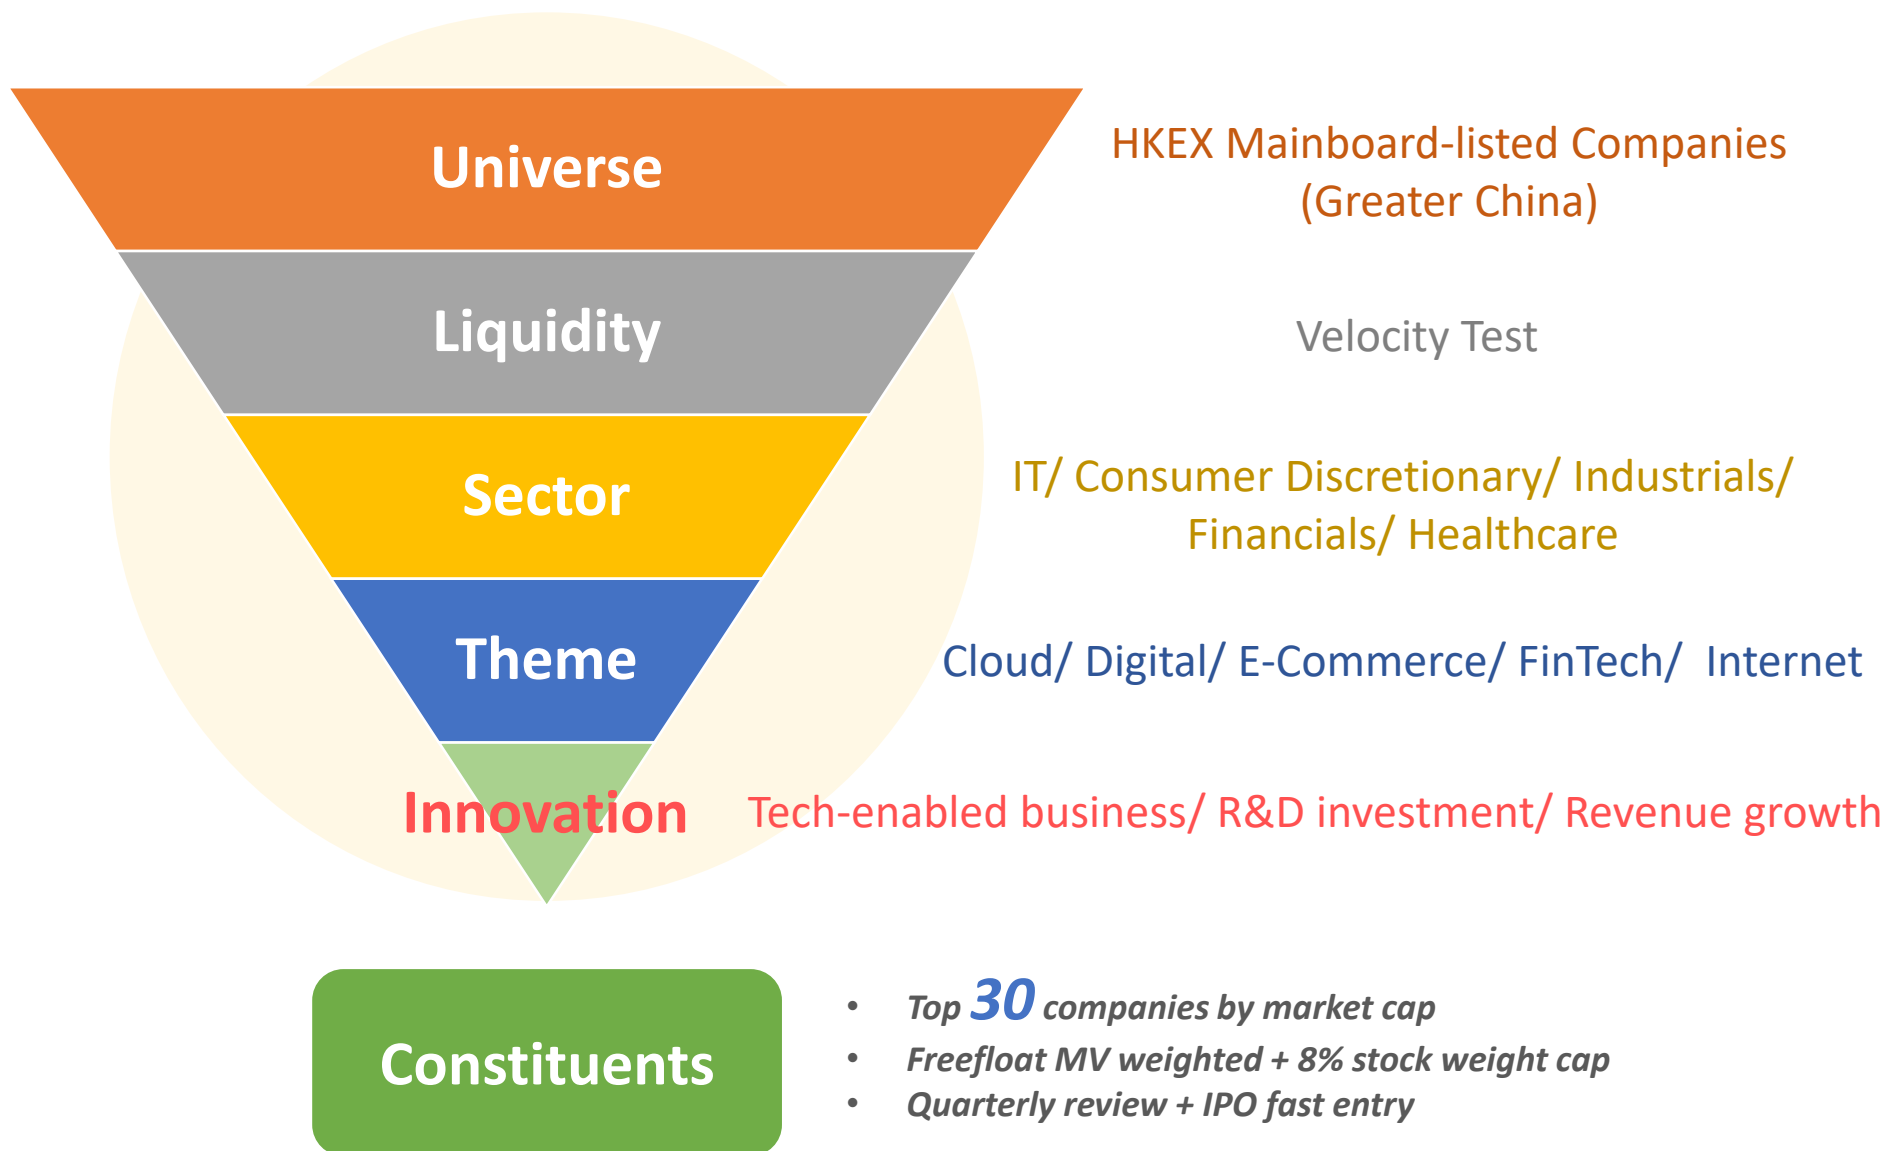 Universe
HKEX Mainboard-listed Companies
(Greater China)
Liquidity
Velocity Test
Sector
IT/ Consumer Discretionary/ Industrials/
Financials/ Healthcare
Theme
Cloud/ Digital/ E-Commerce/ FinTech/ Internet
Innovation
Tech-enabled business/ R&D investment/ Revenue growth
Constituents
• Top 30 companies by market cap
• Freefloat MV weighted + 8% stock weight cap
• Quarterly review + IPO fast entry